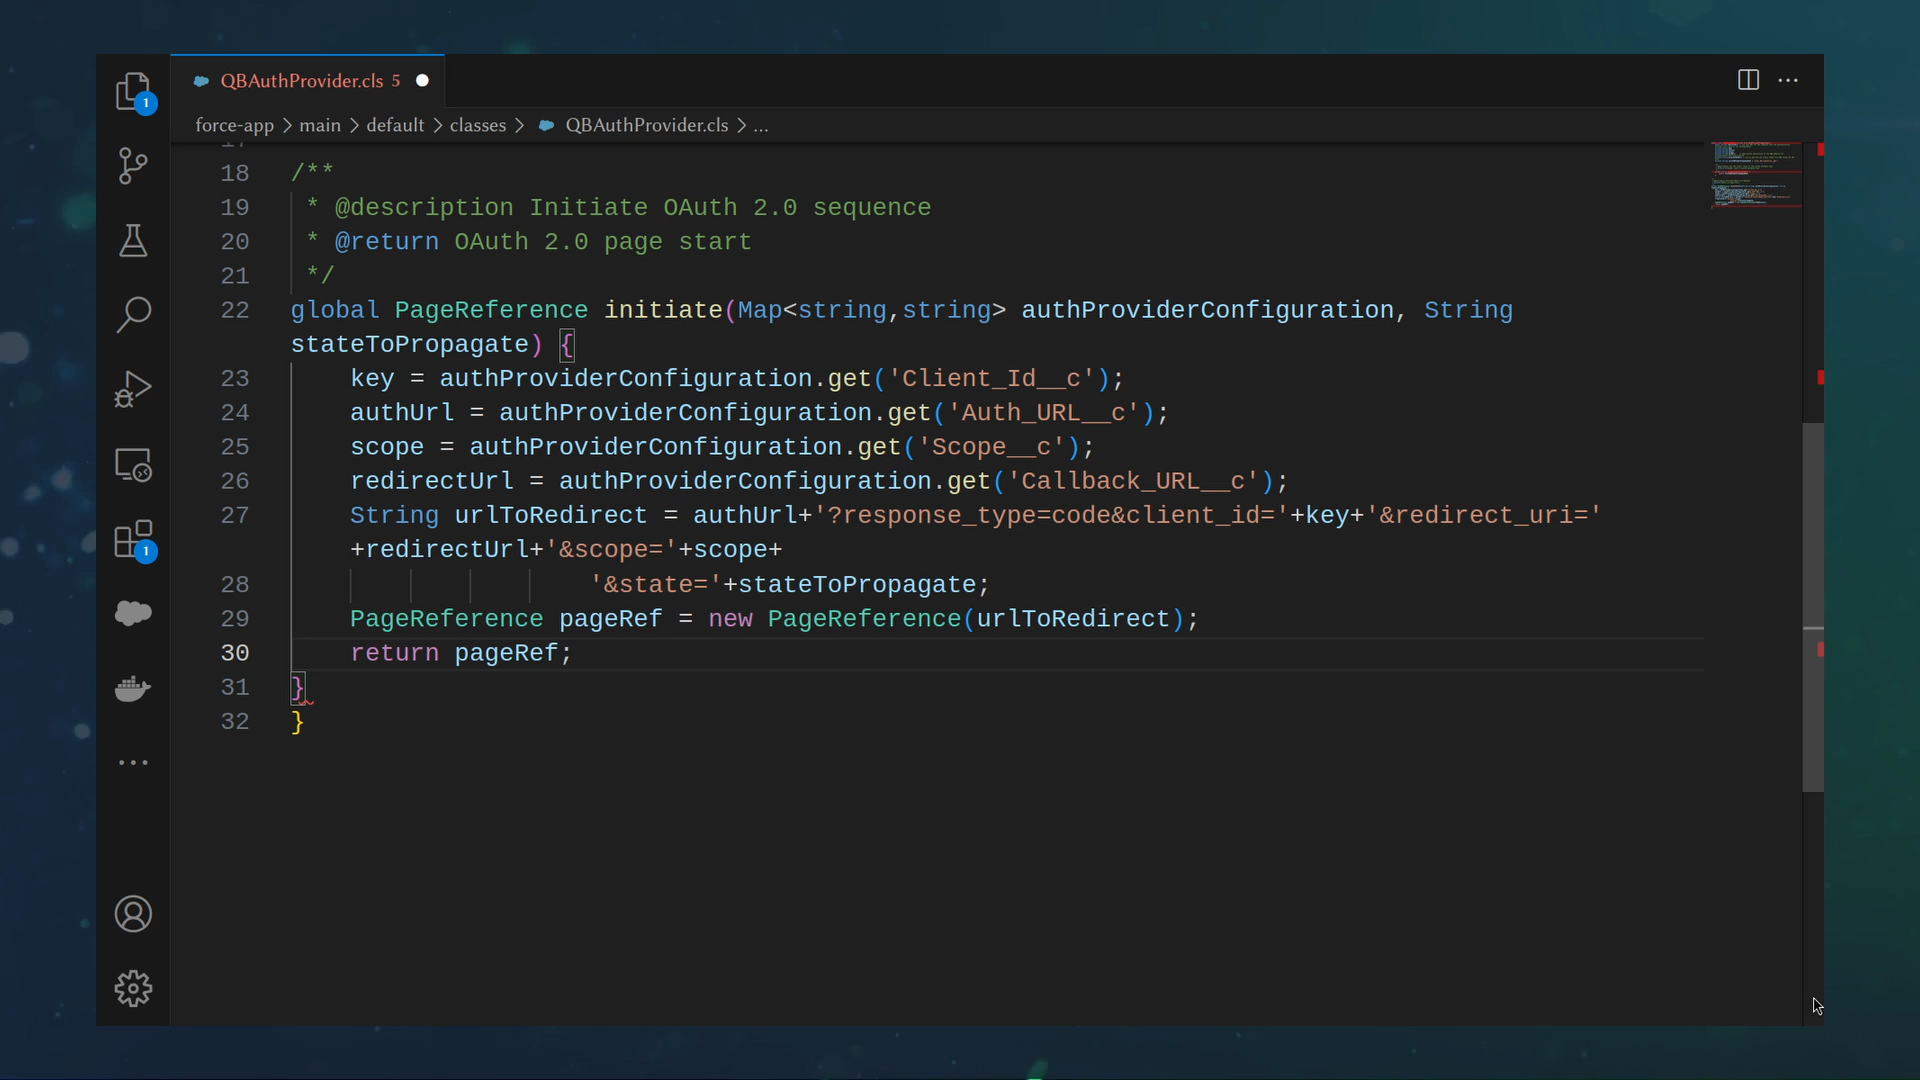 QBAuthProvider.cls 5
force-app > main > default > classes > QBAuthProvider.cls > ...
1
1
17
18 /**
19 * @description Initiate OAuth 2.0 sequence
20 * @return OAuth 2.0 page start
21 */
22 global PageReference initiate(Map<string,string> authProviderConfiguration, String
stateToPropagate) {
23 key = authProviderConfiguration.get('Client_Id__c');
24 authUrl = authProviderConfiguration.get('Auth_URL__c');
25 scope = authProviderConfiguration.get('Scope__c');
26 redirectUrl = authProviderConfiguration.get('Callback_URL__c');
27 String urlToRedirect = authUrl+'?response_type=code&client_id='+key+'&redirect_uri='
+redirectUrl+'&scope='+scope+
28 '&state='+stateToPropagate;
29 PageReference pageRef = new PageReference(urlToRedirect);
30 return pageRef;
31 }
32 }